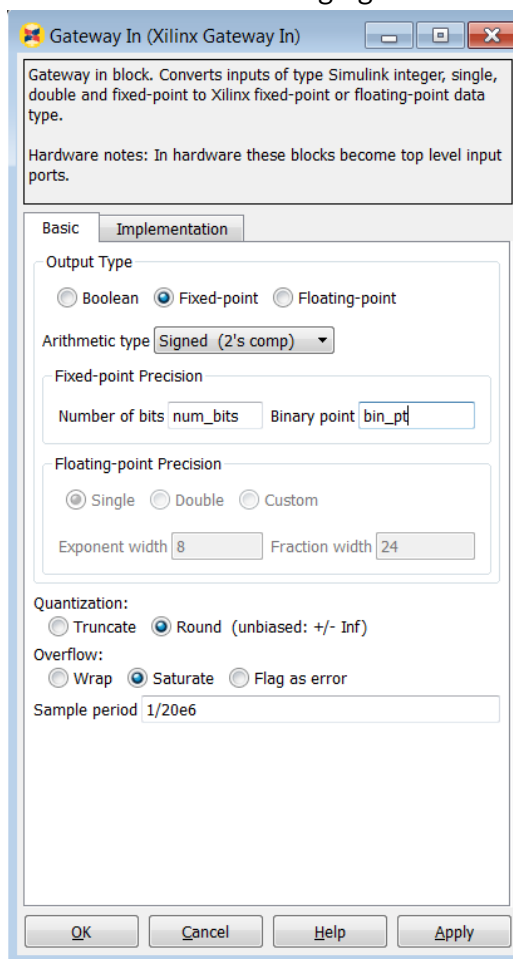 Gateway In (Xilinx Gateway In)
Gateway in block. Converts inputs of type Simulink integer, single,
double and fixed-point to Xilinx fixed-point or floating-point data
type.
Hardware notes: In hardware these blocks become top level input
ports.
Basic Implementation
Output Type
Boolean Fixed-point Floating-point
Arithmetic type Signed (2's comp)
Fixed-point Precision
Number of bits num_bits Binary point bin_pt
Floating-point Precision
Single Double Custom
Exponent width 8 Fraction width 24
Quantization:
Truncate Round (unbiased: +/- Inf)
Overflow:
Wrap Saturate Flag as error
Sample period 1/20e6
OK Cancel Help Apply